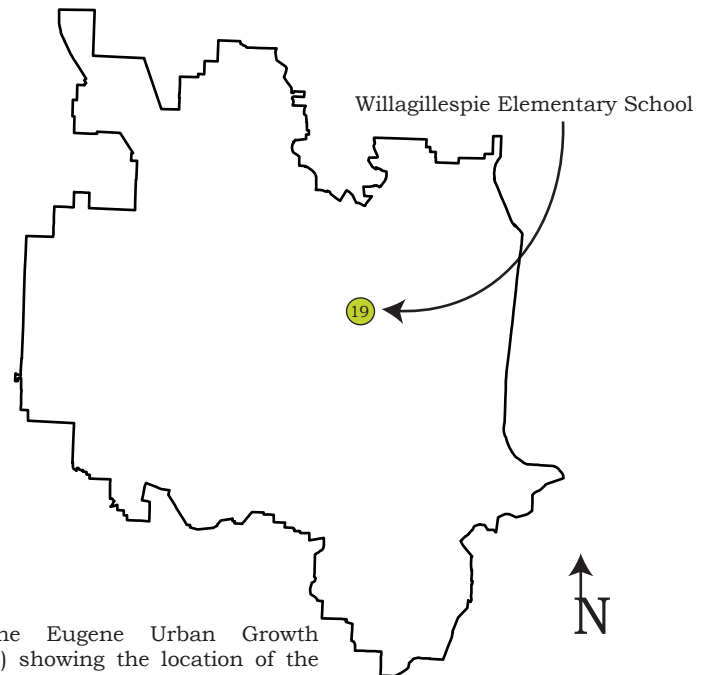 Willagillespie Elementary School
19
N
Eugene Urban Growth
showing the location of the